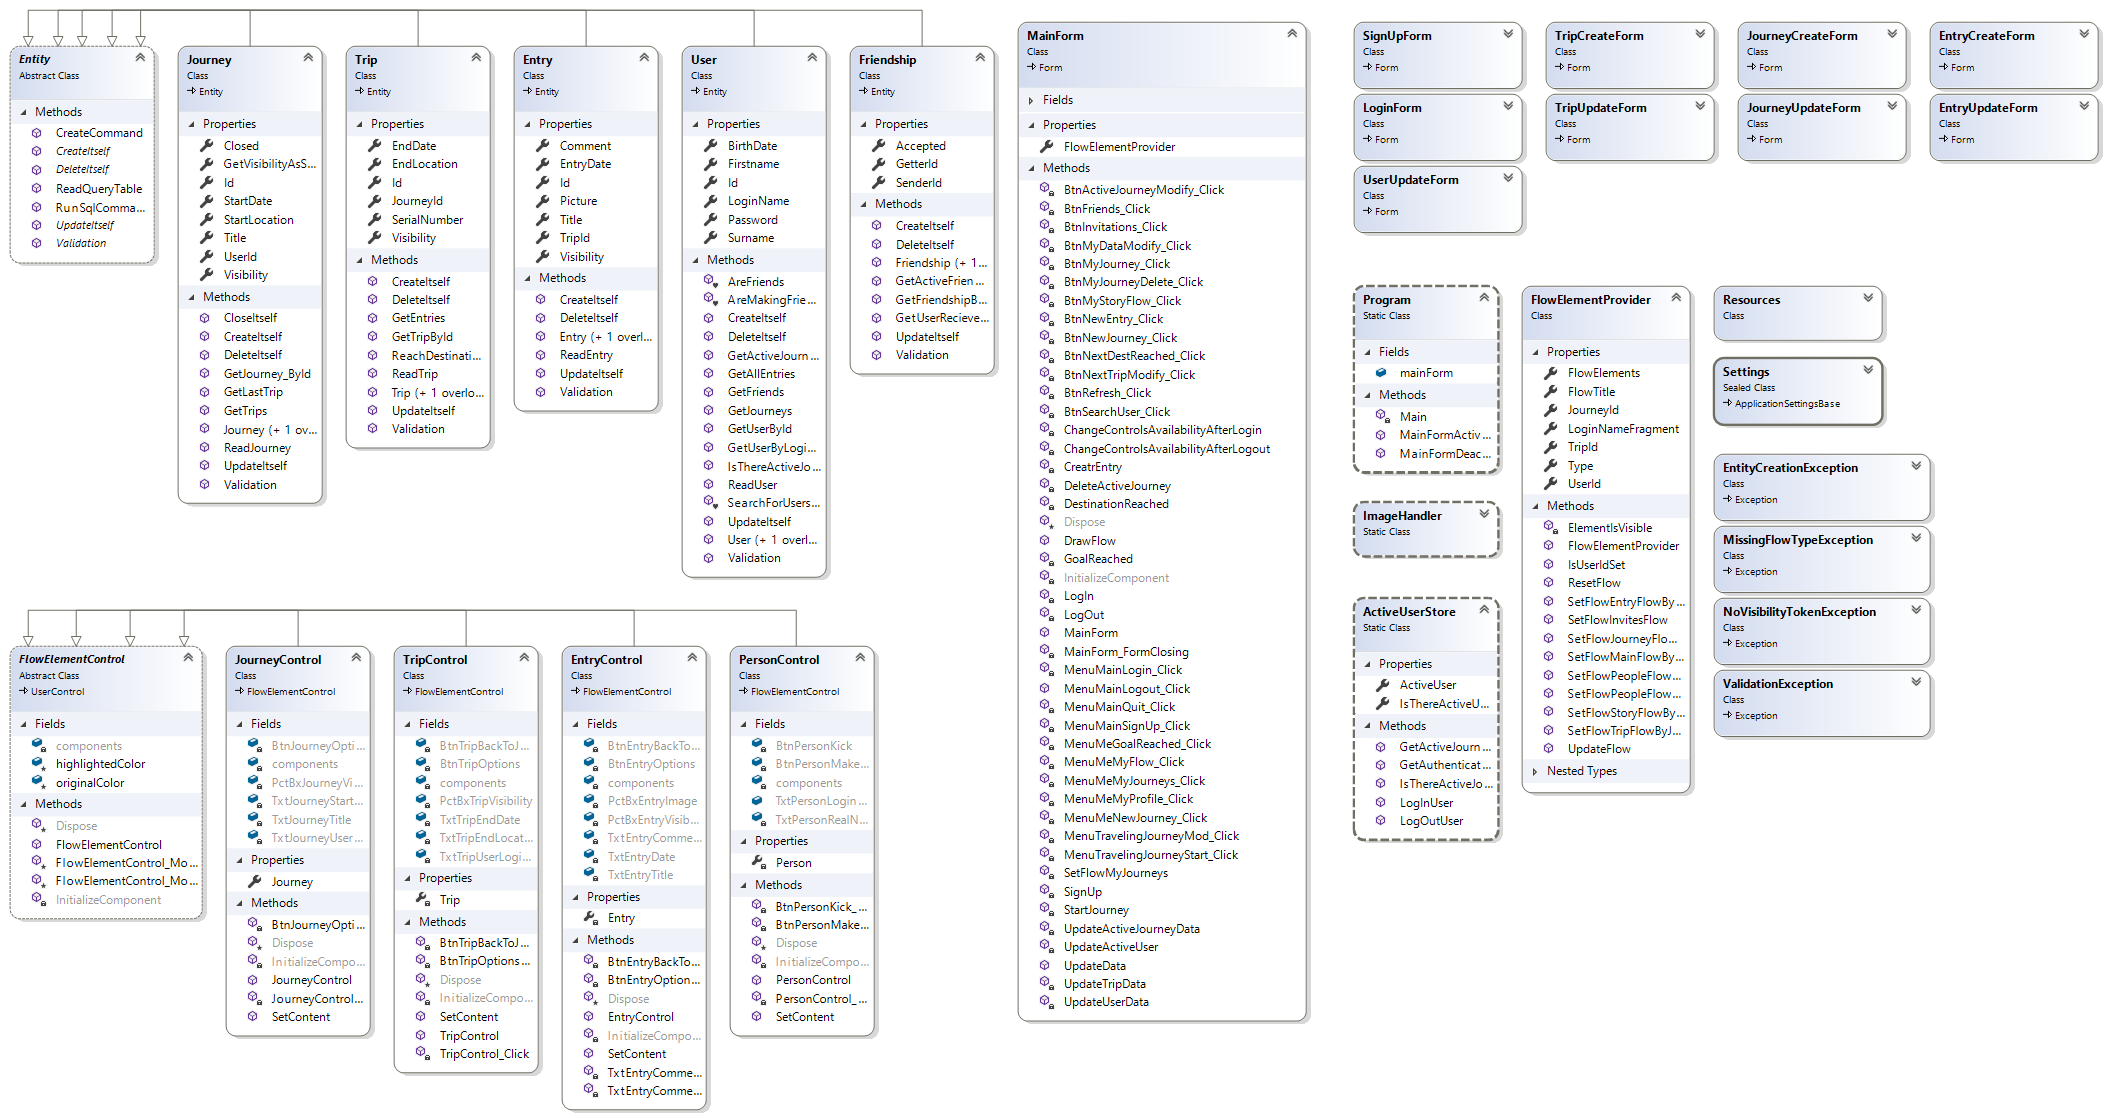 Entity
Abstract Class
Methods
CreateCommand
CreateItself
DeleteItself
ReadQueryTable
RunSqlComma...
UpdateItself
Validation
Journey
Class
Entity
Properties
Closed
GetVisibilityAsS...
Id
StartDate
StartLocation
Title
UserId
Visibility
Methods
CloseItself
CreateItself
DeleteItself
GetJourney_ById
GetLastTrip
GetTrips
Journey (+ 1 ov...
ReadJourney
UpdateItself
Validation
Trip
Class
Entity
Properties
EndDate
EndLocation
Id
JourneyId
SerialNumber
Visibility
Methods
CreateItself
DeleteItself
GetEntries
GetTripById
ReachDestinati...
ReadTrip
Trip (+ 1 overlo...
UpdateItself
Validation
Entry
Class
Entity
Properties
Comment
EntryDate
Id
Picture
Title
TripId
Visibility
Methods
CreateItself
DeleteItself
Entry (+ 1 overl...
ReadEntry
UpdateItself
Validation
User
Class
Entity
Properties
BirthDate
Firstname
Id
LoginName
Password
Surname
Methods
AreFriends
AreMakingFrie...
CreateItself
DeleteItself
GetActiveJourn...
GetAllEntries
GetFriends
GetJourneys
GetUserById
GetUserByLogi...
IsThereActiveJo...
ReadUser
SearchForUsers...
UpdateItself
User (+ 1 overl...
Validation
Friendship
Class
Entity
Properties
Accepted
GetterId
SenderId
Methods
CreateItself
DeleteItself
Friendship (+ 1...
GetActiveFrien...
GetFriendshipB...
GetUserRecieve...
UpdateItself
Validation
MainForm
Class
Form
Fields
Properties
FlowElementProvider
Methods
BtnActiveJourneyModify_Click
BtnFriends_Click
BtnInvitations_Click
BtnMyDataModify_Click
BtnMyJourney_Click
BtnMyJourneyDelete_Click
BtnMyStoryFlow_Click
BtnNewEntry_Click
BtnNewJourney_Click
BtnNextDestReached_Click
BtnNextTripModify_Click
BtnRefresh_Click
BtnSearchUser_Click
ChangeControlsAvailabilityAfterLogin
ChangeControlsAvailabilityAfterLogout
CreatrEntry
DeleteActiveJourney
DestinationReached
Dispose
DrawFlow
GoalReached
InitializeComponent
LogIn
LogOut
MainForm
MainForm_FormClosing
MenuMainLogin_Click
MenuMainLogout_Click
MenuMainQuit_Click
MenuMainSignUp_Click
MenuMeGoalReached_Click
MenuMeMyFlow_Click
MenuMeMyJourneys_Click
MenuMeMyProfile_Click
MenuMeNewJourney_Click
MenuTravelingJourneyMod_Click
MenuTravelingJourneyStart_Click
SetFlowMyJourneys
SignUp
StartJourney
UpdateActiveJourneyData
UpdateActiveUser
UpdateData
UpdateTripData
UpdateUserData
SignUpForm
Class
Form
TripCreateForm
Class
Form
JourneyCreateForm
Class
Form
EntryCreateForm
Class
Form
LoginForm
Class
Form
TripUpdateForm
Class
Form
JourneyUpdateForm
Class
Form
EntryUpdateForm
Class
Form
UserUpdateForm
Class
Form
Program
Static Class
Fields
mainForm
Methods
Main
MainFormActiv...
MainFormDeac...
ImageHandler
Static Class
ActiveUserStore
Static Class
Properties
ActiveUser
IsThereActiveU...
Methods
GetActiveJourn...
GetAuthenticat...
IsThereActiveJo...
LogInUser
LogOutUser
FlowElementProvider
Class
Properties
FlowElements
FlowTitle
JourneyId
LoginNameFragment
TripId
Type
UserId
Methods
ElementIsVisible
FlowElementProvider
IsUserIdSet
ResetFlow
SetFlowEntryFlowBy...
SetFlowInvitesFlow
SetFlowJourneyFlo...
SetFlowMainFlowBy...
SetFlowPeopleFlow...
SetFlowPeopleFlow...
SetFlowStoryFlowBy...
SetFlowTripFlowByJ...
UpdateFlow
Nested Types
Resources
Class
Settings
Sealed Class
ApplicationSettingsBase
EntityCreationException
Class
Exception
MissingFlowTypeException
Class
Exception
NoVisibilityTokenException
Class
Exception
ValidationException
Class
Exception
FlowElementControl
Abstract Class
UserControl
Fields
components
highlightedColor
originalColor
Methods
Dispose
FlowElementControl
FlowElementControl_Mo...
FlowElementControl_Mo...
InitializeComponent
JourneyControl
Class
FlowElementControl
Fields
BtnJourneyOpti...
components
PctBxJourneyVi...
TxtJourneyStart...
TxtJourneyTitle
TxtJourneyUser...
Properties
Journey
Methods
BtnJourneyOpti...
Dispose
InitializeCompo...
JourneyControl
JourneyControl...
SetContent
TripControl
Class
FlowElementControl
Fields
BtnTripBackToJ...
BtnTripOptions
components
PctBxTripVisibility
TxtTripEndDate
TxtTripEndLocat...
TxtTripUserLogi...
Properties
Trip
Methods
BtnTripBackToJ...
BtnTripOptions...
Dispose
InitializeCompo...
SetContent
TripControl
TripControl_Click
EntryControl
Class
FlowElementControl
Fields
BtnEntryBackTo...
BtnEntryOptions
components
PctBxEntryImage
PctBxEntryVisib...
TxtEntryComme...
TxtEntryDate
TxtEntryTitle
Properties
Entry
Methods
BtnEntryBackTo...
BtnEntryOption...
Dispose
EntryControl
InitializeCompo...
SetContent
TxtEntryComme...
TxtEntryComme...
PersonControl
Class
FlowElementControl
Fields
BtnPersonKick
BtnPersonMake...
components
TxtPersonLogin...
TxtPersonRealN...
Properties
Person
Methods
BtnPersonKick_...
BtnPersonMake...
Dispose
InitializeCompo...
PersonControl
PersonControl_...
SetContent